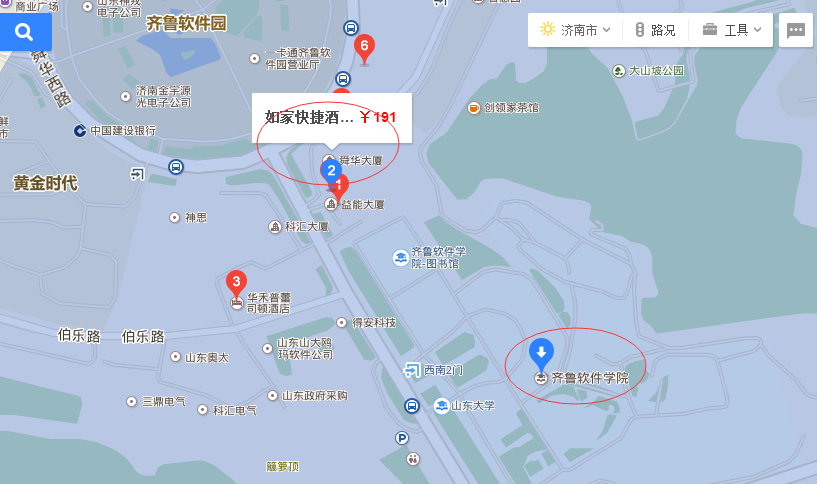 商业广场
山东神戎
电子公司
齐鲁软件园
济南市
路况
工具
舜华西路
6
一卡通齐鲁软
件园营业厅
大山坡公园
济南金宇源
光电子公司
创领家茶馆
如家快捷酒... ￥191
中国建设银行
舜华大厦
2
1
黄金时代
益能大厦
神思
科汇大厦
齐鲁软件学
院-图书馆
3
华禾普蕾
司顿酒店
得安科技
伯乐路
伯乐路
山东山大鸥
玛软件公司
山东奥太
西南2门
齐鲁软件学院
三鼎电气
科汇电气
山东政府采购
山东大学
P
簸箩顶